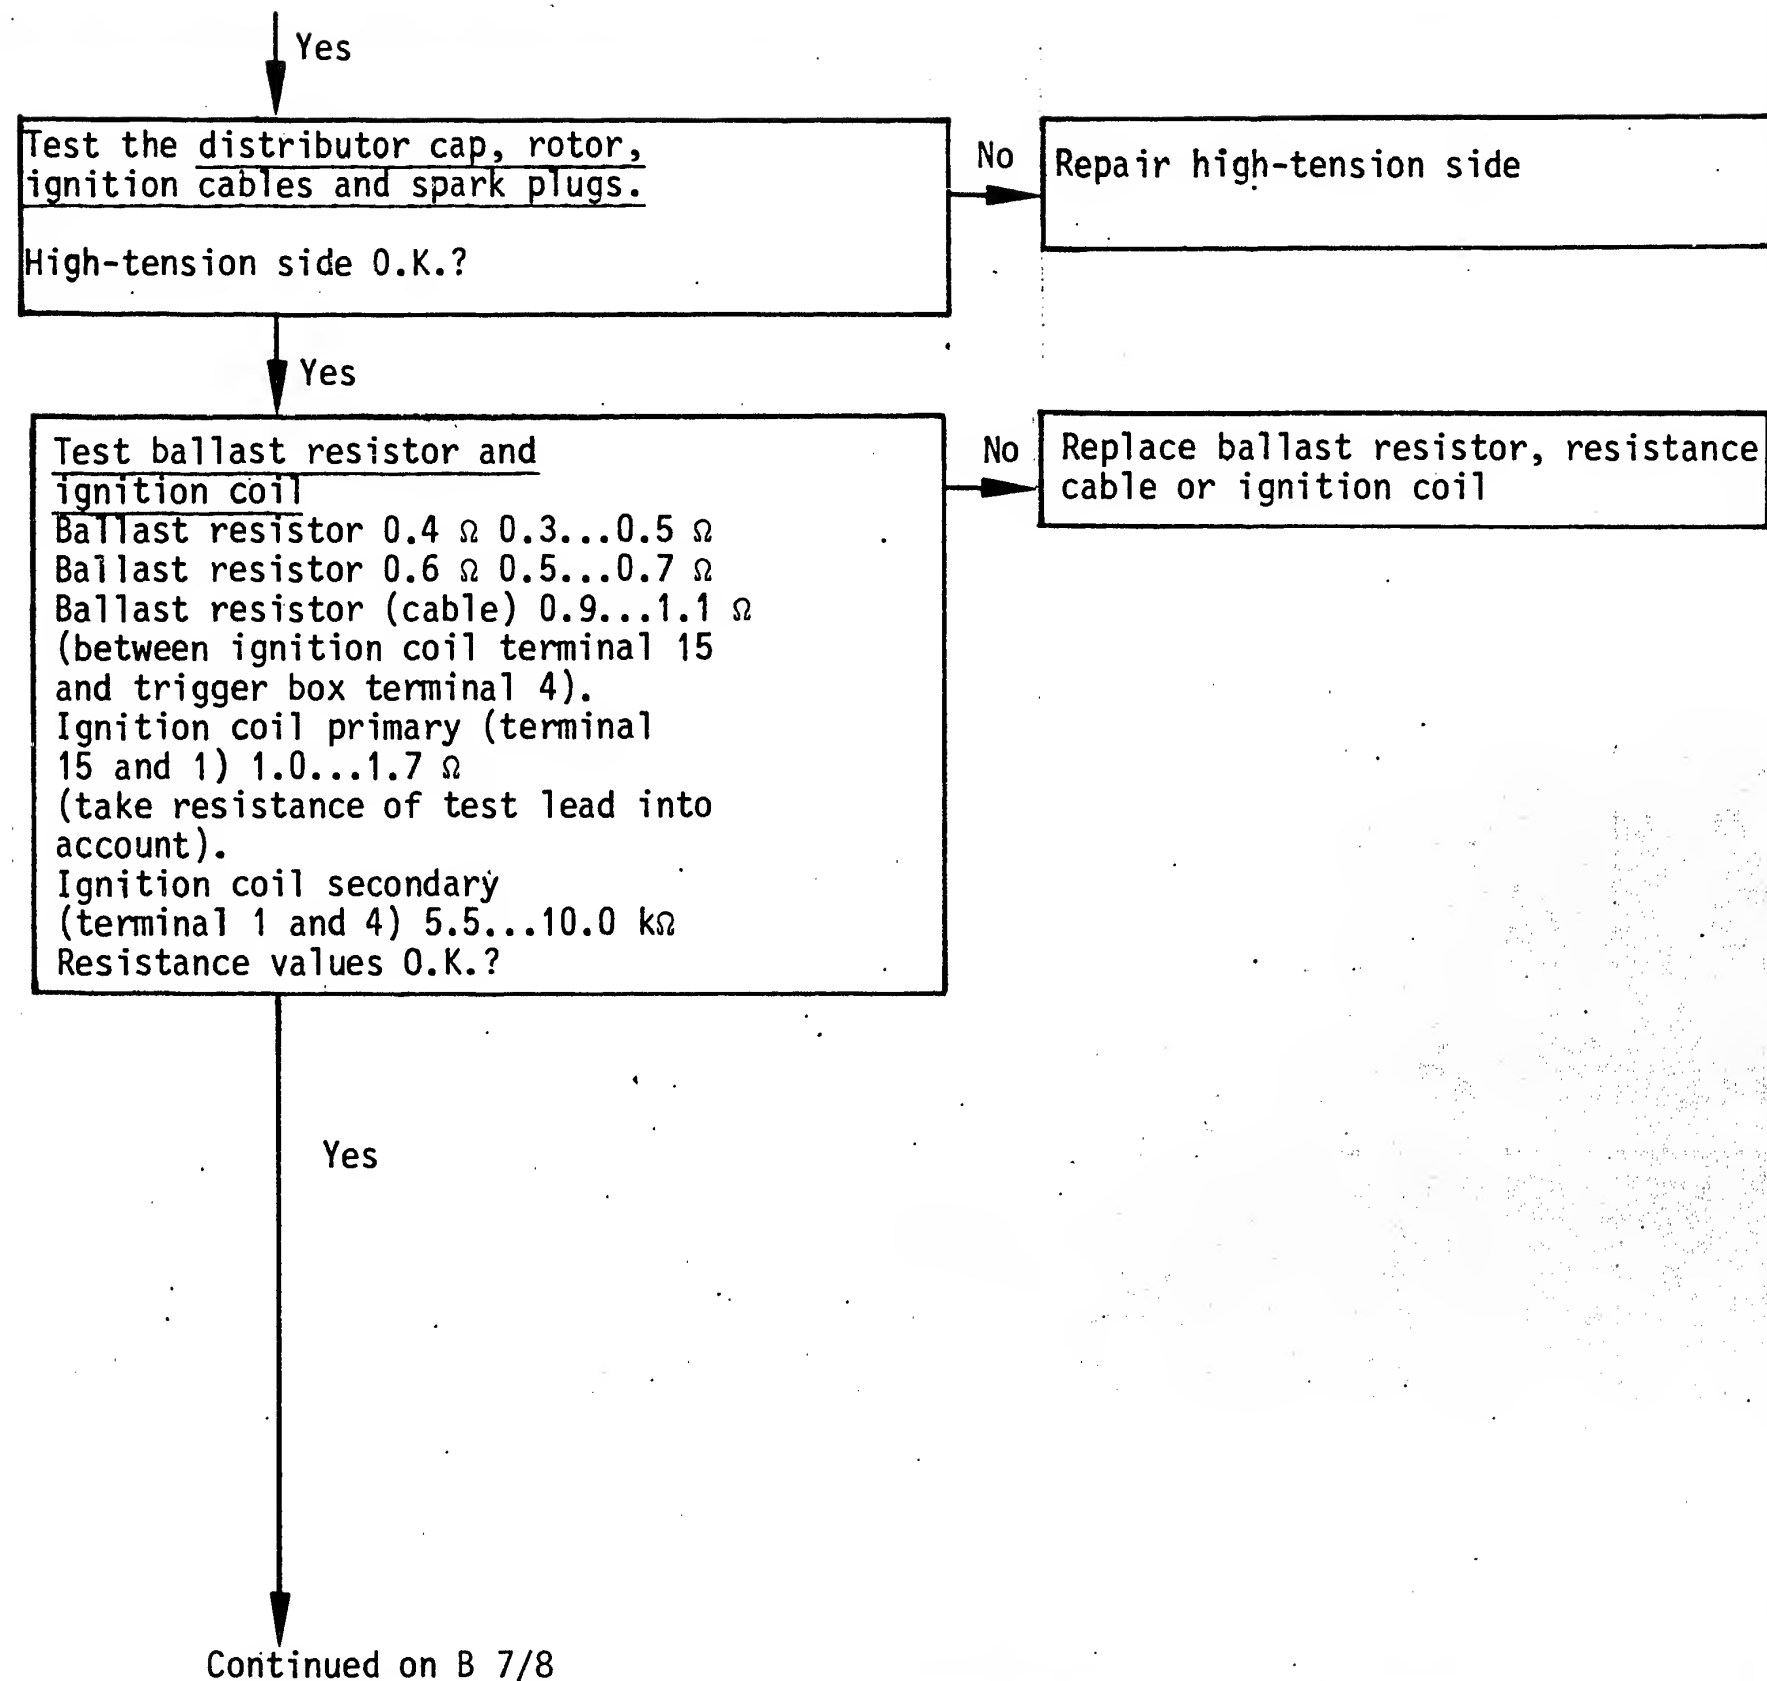 Yes
Test the distributor cap, rotor,
ignition cables and spark plugs.
High-tension side O.K.?
No
Repair high-tension side
Yes
Test ballast resistor and
ignition coil
Ballast resistor 0.4 Ω 0.3...0.5 Ω
Ballast resistor 0.6 Ω 0.5...0.7 Ω
Ballast resistor (cable) 0.9...1.1 Ω
(between ignition coil terminal 15
and trigger box terminal 4).
Ignition coil primary (terminal
15 and 1) 1.0...1.7 Ω
(take resistance of test lead into
account).
Ignition coil secondary
(terminal 1 and 4) 5.5...10.0 kΩ
Resistance values O.K.?
No
Replace ballast resistor, resistance
cable or ignition coil
Yes
Continued on B 7/8